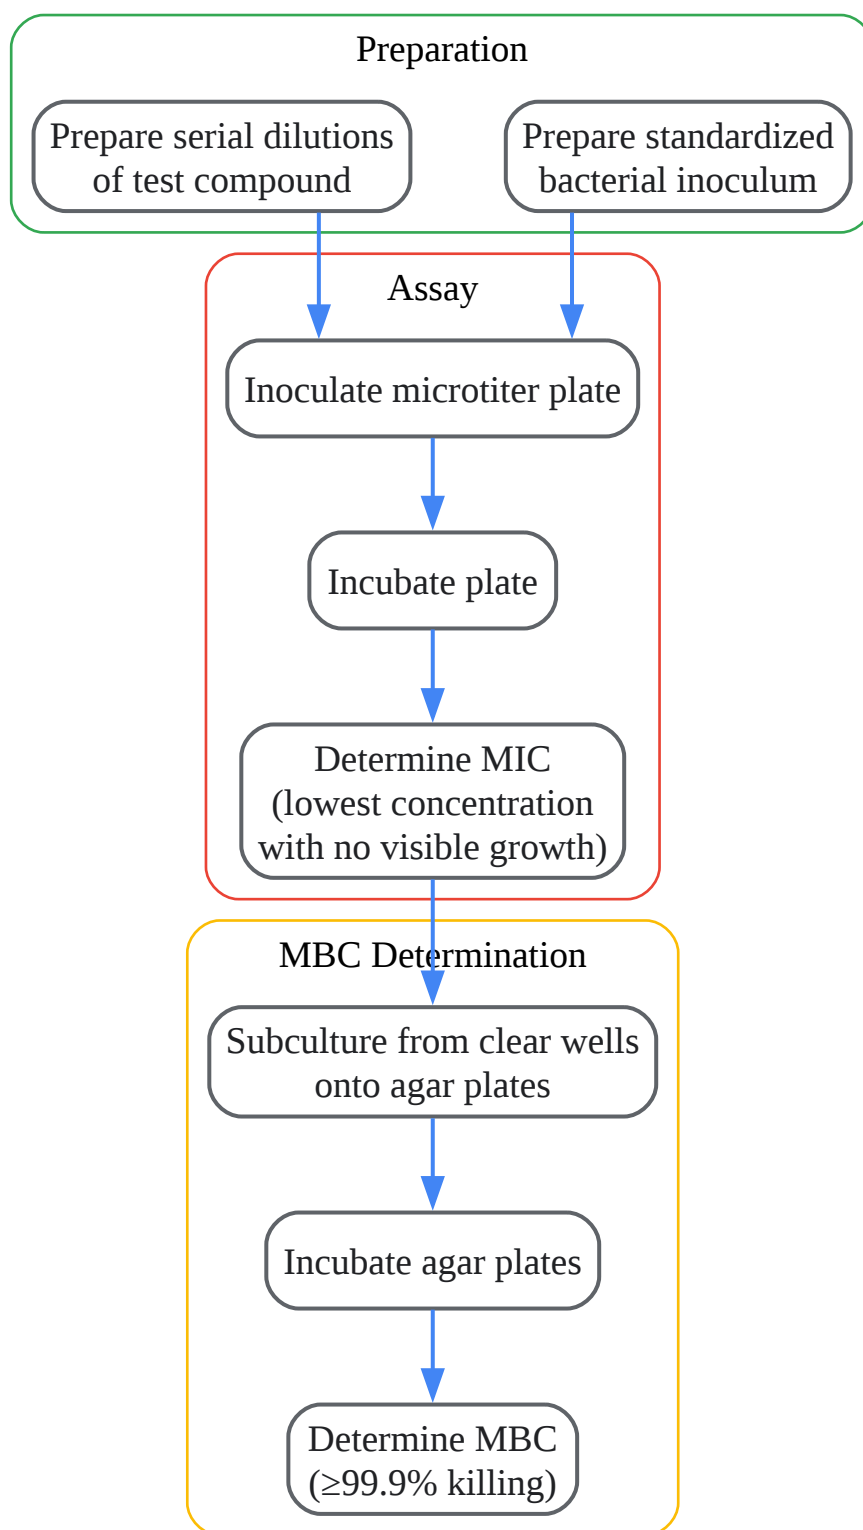 Preparation
Prepare serial dilutions
of test compound
Prepare standardized
bacterial inoculum
Assay
Inoculate microtiter plate
Incubate plate
Determine MIC
(lowest concentration
with no visible growth)
MBC Determination
Subculture from clear wells
onto agar plates
Incubate agar plates
Determine MBC
(≥99.9% killing)